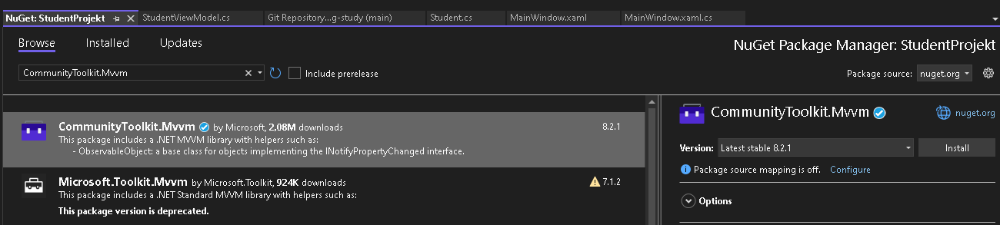 NuGet: StudentProjekt
StudentViewModel.cs
Git Repository...g-study (main)
Student.cs
MainWindow.xaml
MainWindow.xaml.cs
Browse
Installed
Updates
NuGet Package Manager: StudentProjekt
CommunityToolkit.Mvvm
Include prerelease
Package source: nuget.org
CommunityToolkit.Mvvm by Microsoft, 2.08M downloads
8.2.1
This package includes a .NET MVVM library with helpers such as:
- ObservableObject: a base class for objects implementing the INotifyPropertyChanged interface.
Microsoft.Toolkit.Mvvm by Microsoft.Toolkit, 924K downloads
7.1.2
This package includes a .NET Standard MVVM library with helpers such as:
This package version is deprecated.
CommunityToolkit.Mvvm
nuget.org
Version: Latest stable 8.2.1
Install
Package source mapping is off. Configure
Options